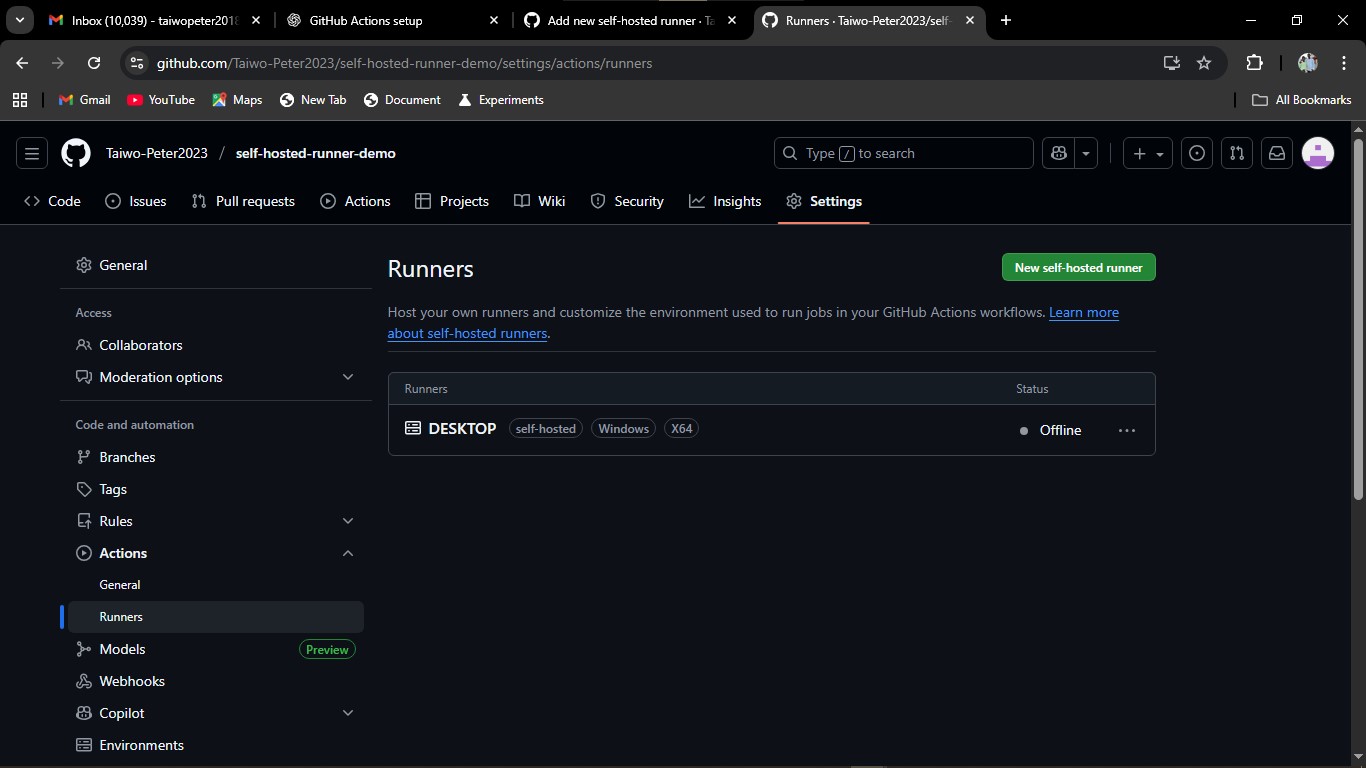 Inbox (10,039) - taiwopeter2018
GitHub Actions setup
Add new self-hosted runner · Ta
Runners · Taiwo-Peter2023/self-
github.com/Taiwo-Peter2023/self-hosted-runner-demo/settings/actions/runners
Gmail
YouTube
Maps
New Tab
Document
Experiments
All Bookmarks
Taiwo-Peter2023 / self-hosted-runner-demo
Type / to search
Code
Issues
Pull requests
Actions
Projects
Wiki
Security
Insights
Settings
General
Access
Collaborators
Moderation options
Code and automation
Branches
Tags
Rules
Actions
General
Runners
Models Preview
Webhooks
Copilot
Environments
Runners
New self-hosted runner
Host your own runners and customize the environment used to run jobs in your GitHub Actions workflows. Learn more
about self-hosted runners.
Runners Status
DESKTOP self-hosted Windows X64 Offline